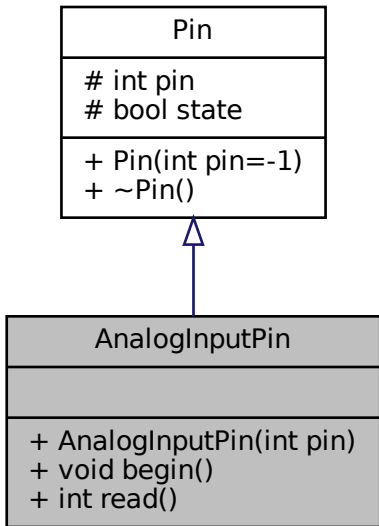 Pin
# int pin
# bool state
+ Pin(int pin=-1)
+ ~Pin()
AnalogInputPin
+ AnalogInputPin(int pin)
+ void begin()
+ int read()